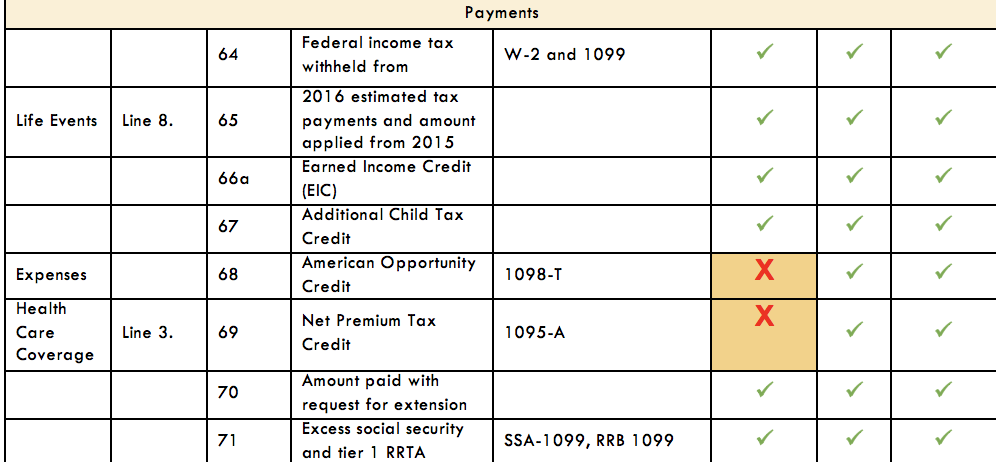 Payments
64 Federal income tax withheld from W-2 and 1099 ✓ ✓ ✓
Life Events Line 8. 65 2016 estimated tax payments and amount applied from 2015 ✓ ✓ ✓
66a Earned Income Credit (EIC) ✓ ✓ ✓
67 Additional Child Tax Credit ✓ ✓ ✓
Expenses 68 American Opportunity Credit 1098-T X ✓ ✓
Health Care Coverage Line 3. 69 Net Premium Tax Credit 1095-A X ✓ ✓
70 Amount paid with request for extension ✓ ✓ ✓
71 Excess social security and tier 1 RRTA SSA-1099, RRB 1099 ✓ ✓ ✓